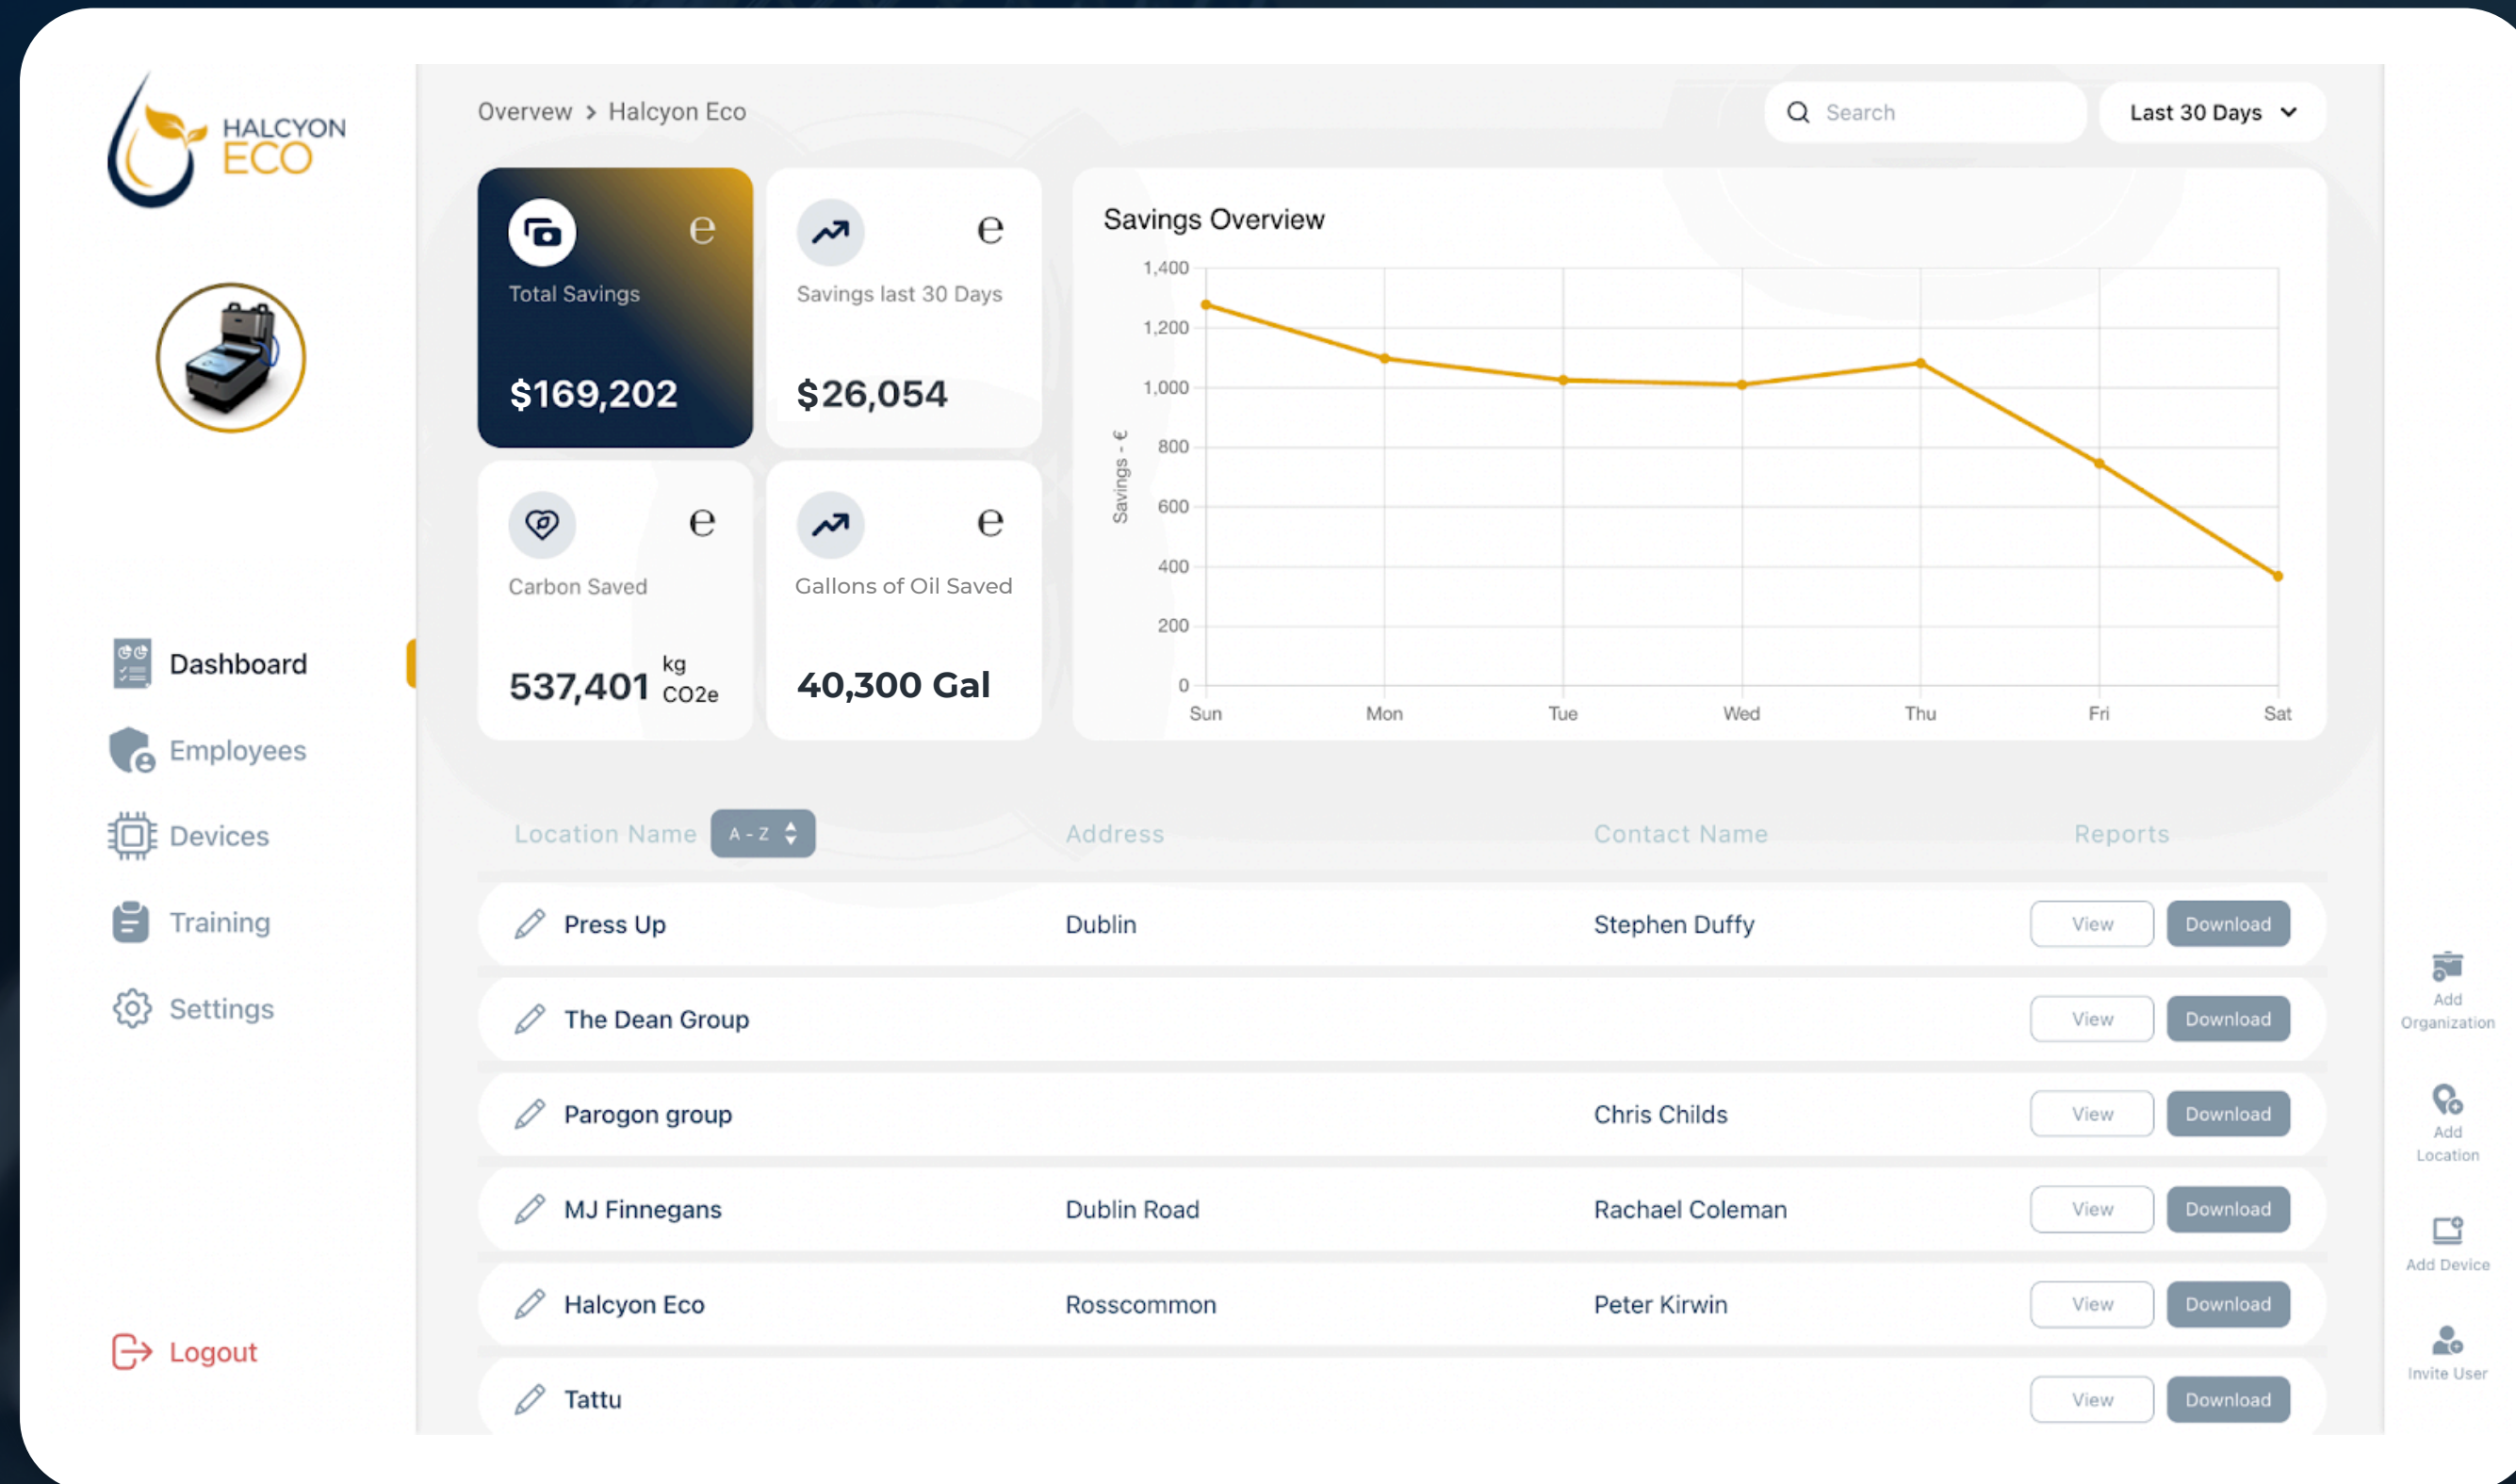 HALCYON
ECO
Overvew > Halcyon Eco
Search
Last 30 Days
℮
Total Savings
$169,202
℮
Savings last 30 Days
$26,054
℮
Carbon Saved
537,401 kg
CO2e
℮
Gallons of Oil Saved
40,300 Gal
Savings Overview
Savings - €
1,400
1,200
1,000
800
600
400
200
0
Sun Mon Tue Wed Thu Fri Sat
Dashboard
Employees
Devices
Training
Settings
Logout
Location Name A - Z Address Contact Name Reports
Press Up Dublin Stephen Duffy View Download
The Dean Group View Download
Parogon group Chris Childs View Download
MJ Finnegans Dublin Road Rachael Coleman View Download
Halcyon Eco Rosscommon Peter Kirwin View Download
Tattu View Download
Add
Organization
Add
Location
Add Device
Invite User